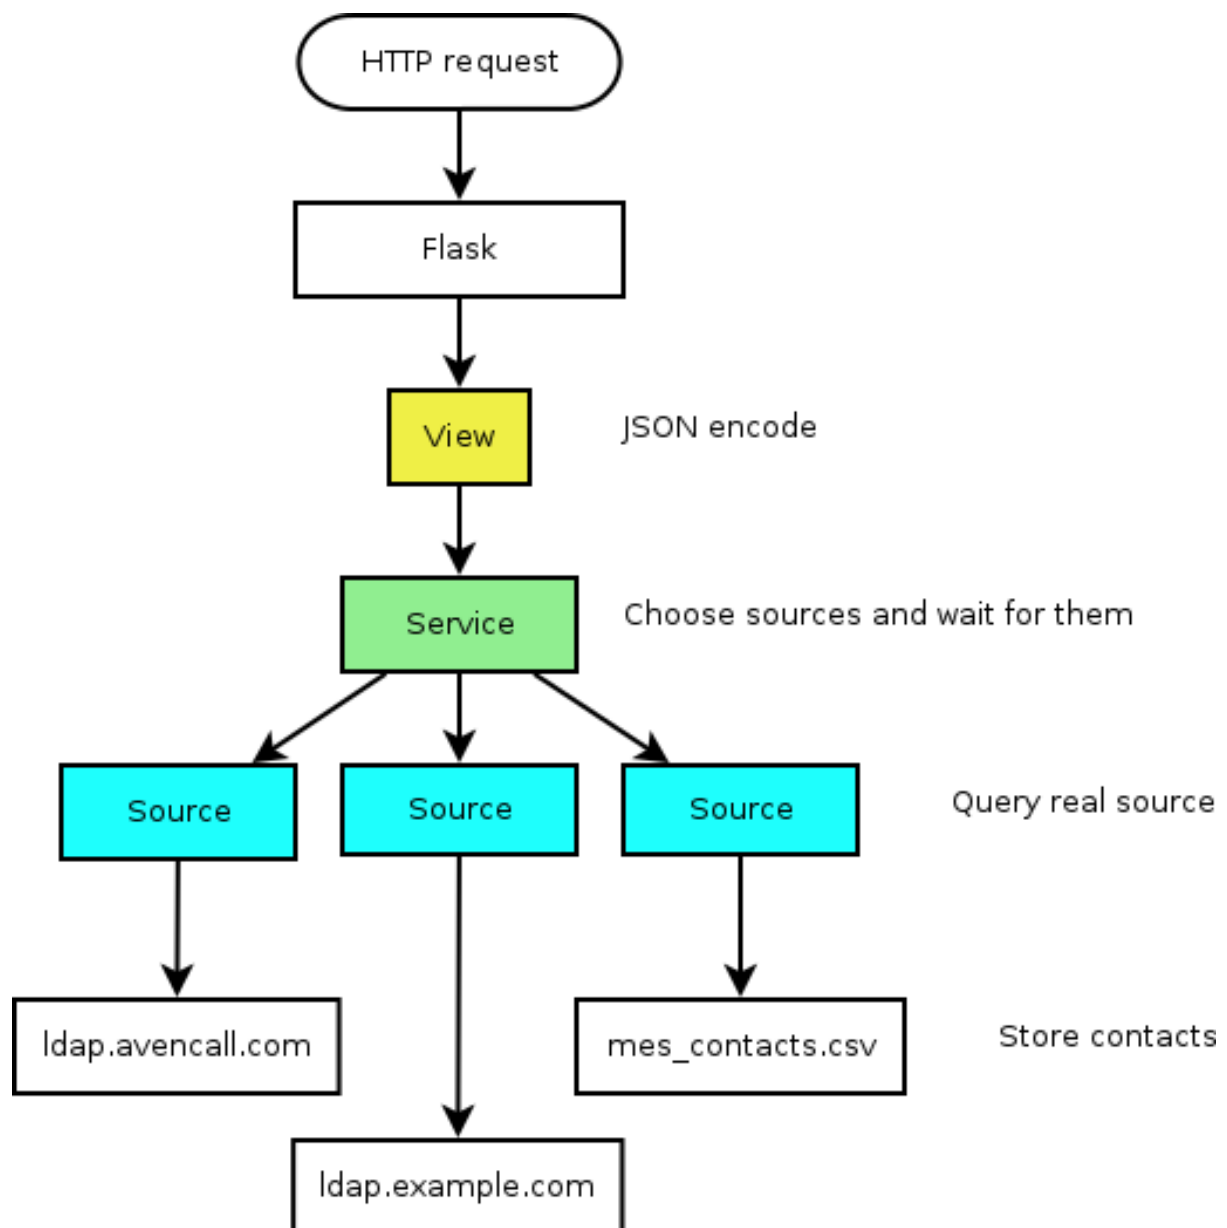 HTTP request
Flask
View
JSON encode
Service
Choose sources and wait for them
Source
Source
Source
Query real source
ldap.avencall.com
mes_contacts.csv
Store contacts
ldap.example.com